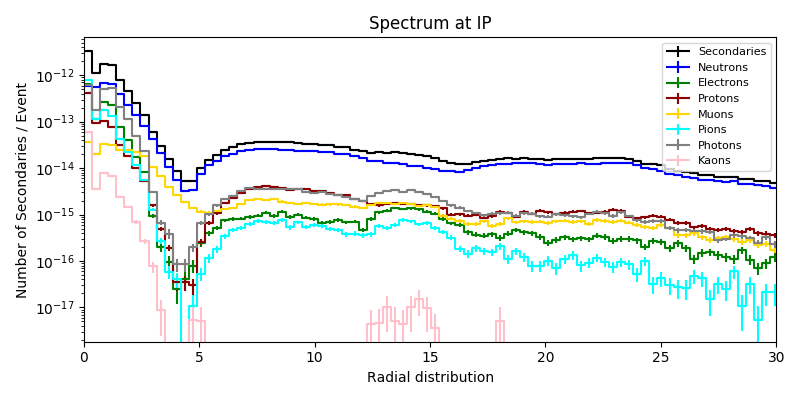 Spectrum at IP
Number of Secondaries / Event
10⁻¹²
10⁻¹³
10⁻¹⁴
10⁻¹⁵
10⁻¹⁶
10⁻¹⁷
Secondaries
Neutrons
Electrons
Protons
Muons
Pions
Photons
Kaons
0 5 10 15 20 25 30
Radial distribution